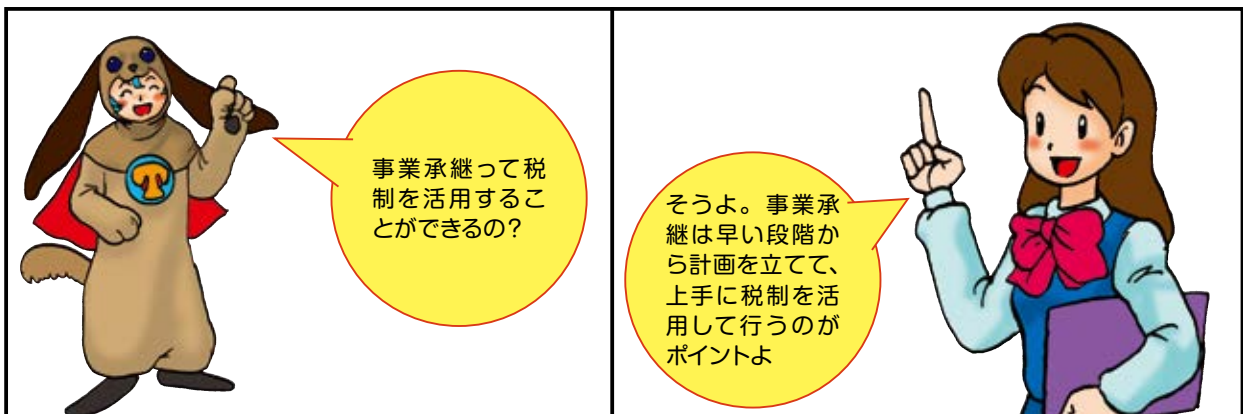 事業承継って税
制を活用するこ
とができるの？
そうよ。事業承
継は早い段階か
ら計画を立てて、
上手に税制を活
用して行うのが
ポイントよ